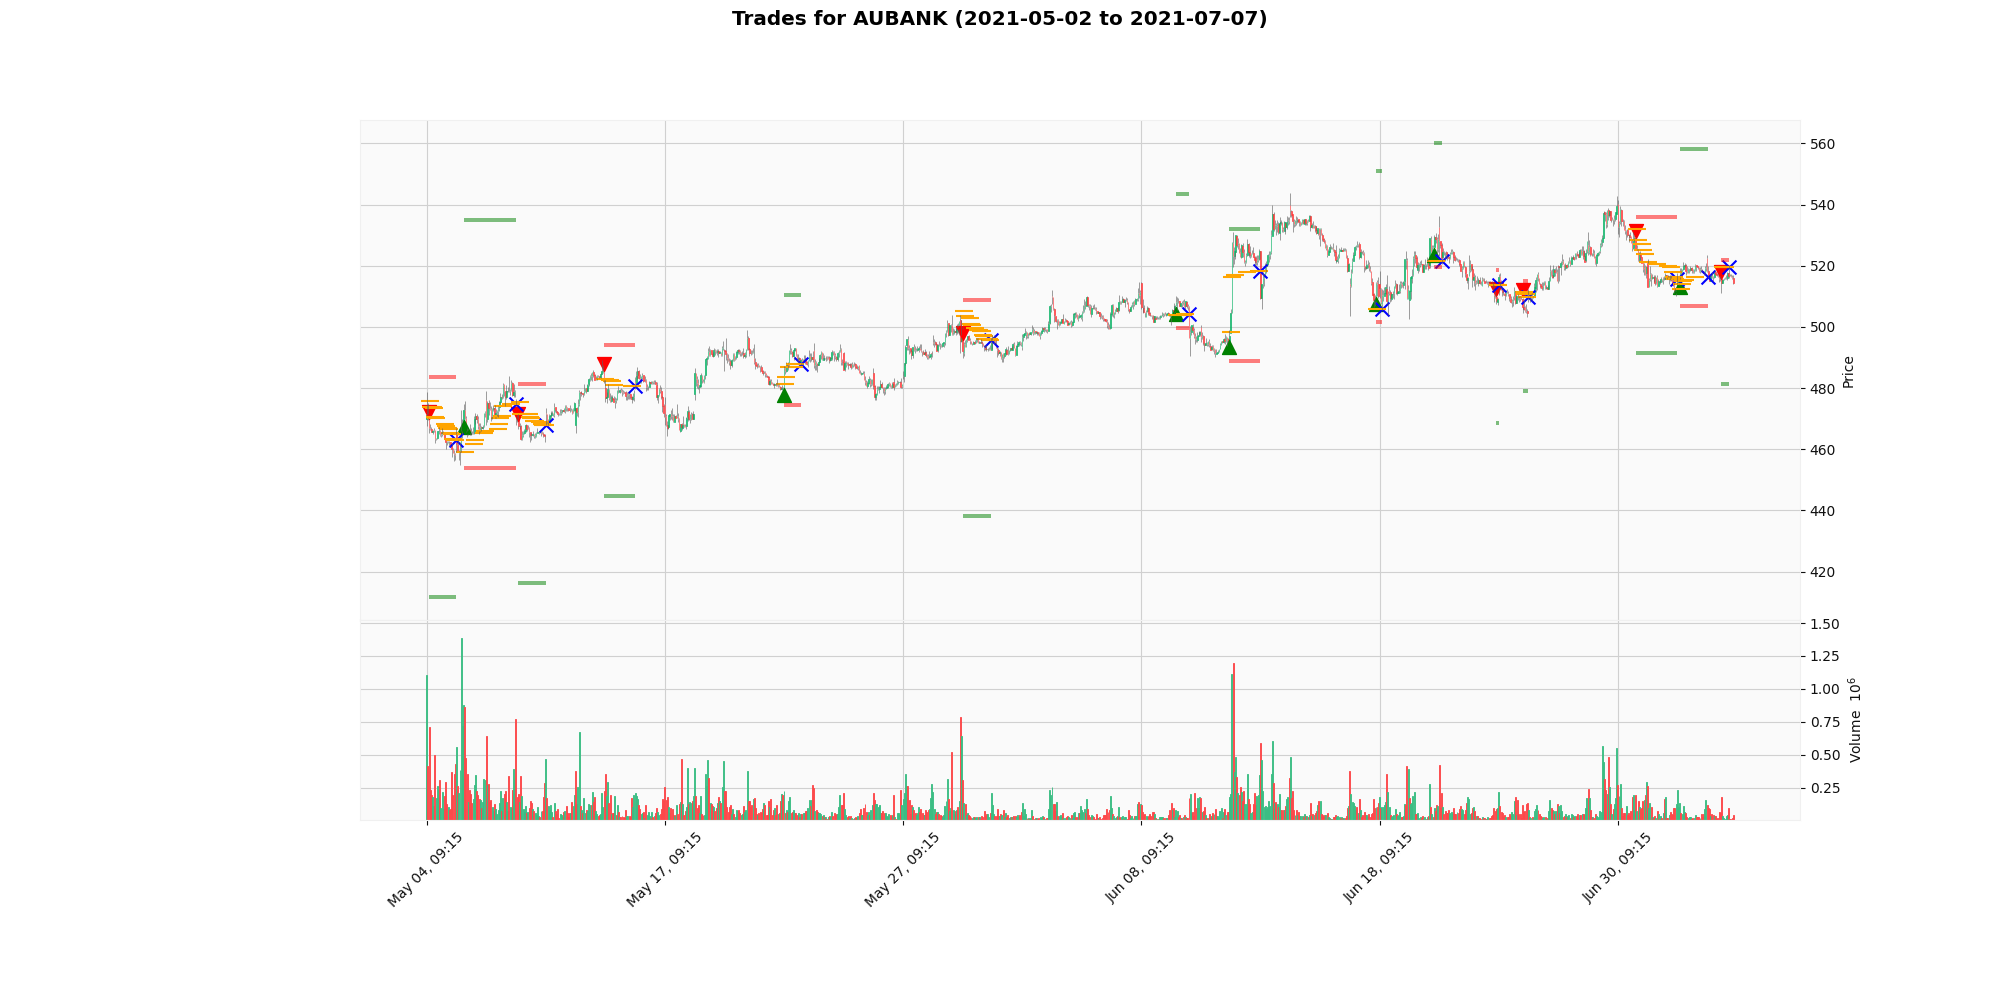 Trades for AUBANK (2021-05-02 to 2021-07-07)
560
540
520
500
480
460
440
420
Price
1.50
1.25
1.00
0.75
0.50
0.25
Volume 10^6
May 04, 09:15
May 17, 09:15
May 27, 09:15
Jun 08, 09:15
Jun 18, 09:15
Jun 30, 09:15